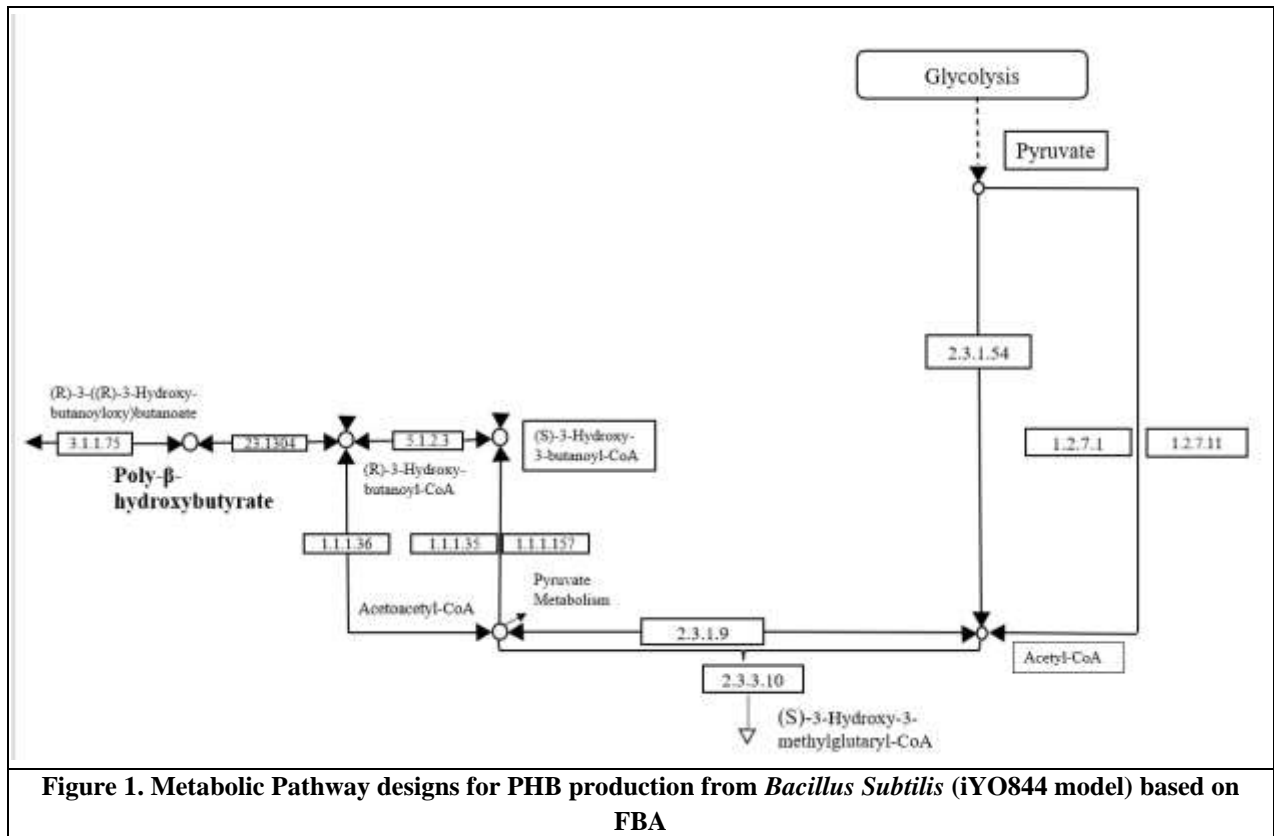 Glycolysis
Pyruvate
2.3.1.54
1.2.7.1
1.2.7.11
(R)-3-((R)-3-Hydroxy-
butanoyloxy)butanoate
3.1.1.75
23.1304
5.1.2.3
(S)-3-Hydroxy-
3-butanoyl-CoA
Poly-β-
hydroxybutyrate
(R)-3-Hydroxy-
butanoyl-CoA
1.1.1.36
1.1.1.35
1.1.1.157
Pyruvate
Metabolism
Acetoacetyl-CoA
2.3.1.9
Acetyl-CoA
2.3.3.10
(S)-3-Hydroxy-3-
methylglutaryl-CoA
Figure 1. Metabolic Pathway designs for PHB production from Bacillus Subtilis (iYO844 model) based on
FBA